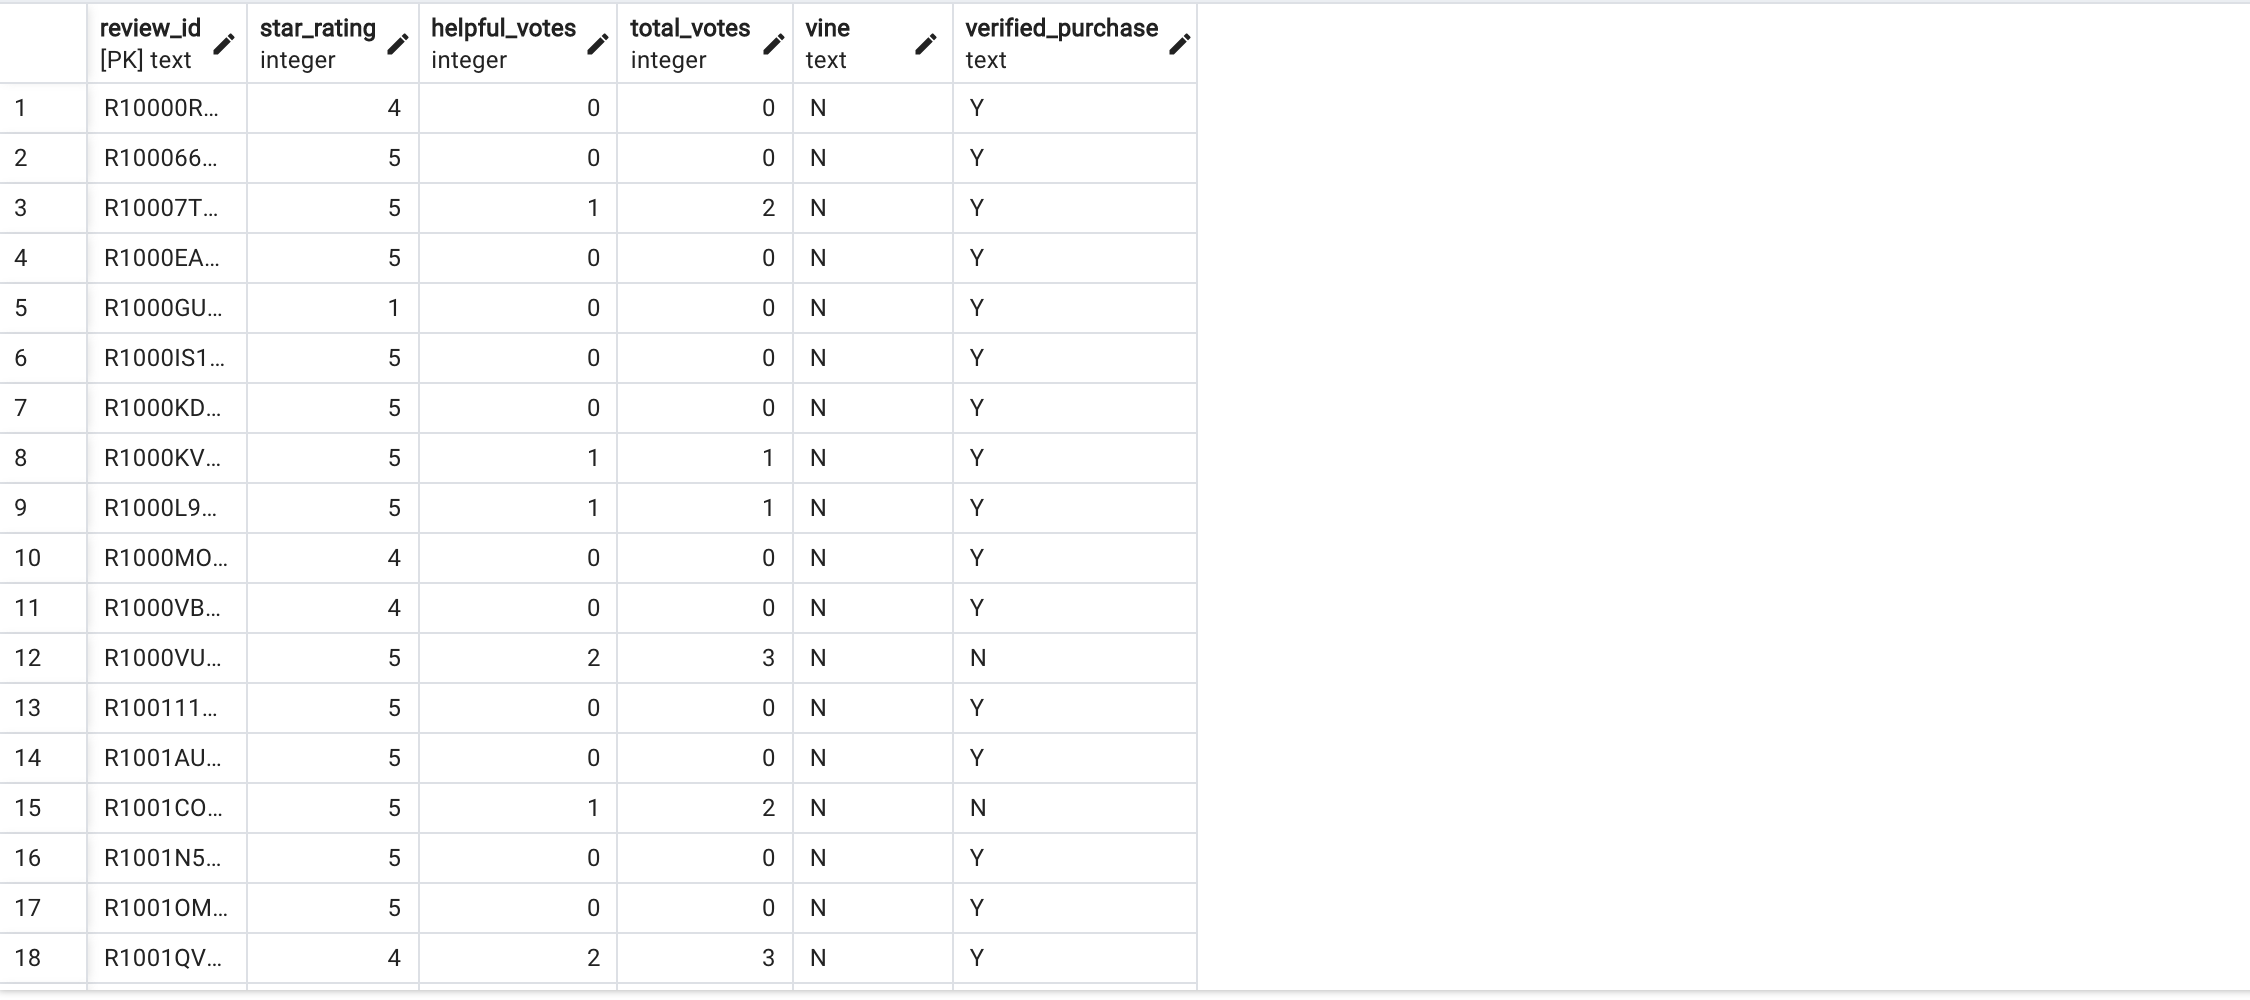 review_id star_rating helpful_votes total_votes vine verified_purchase
[PK] text integer integer integer text text
1 R10000R... 4 0 0 N Y
2 R100066... 5 0 0 N Y
3 R10007T... 5 1 2 N Y
4 R1000EA... 5 0 0 N Y
5 R1000GU... 1 0 0 N Y
6 R1000IS1... 5 0 0 N Y
7 R1000KD... 5 0 0 N Y
8 R1000KV... 5 1 1 N Y
9 R1000L9... 5 1 1 N Y
10 R1000MO... 4 0 0 N Y
11 R1000VB... 4 0 0 N Y
12 R1000VU... 5 2 3 N N
13 R100111... 5 0 0 N Y
14 R1001AU... 5 0 0 N Y
15 R1001CO... 5 1 2 N N
16 R1001N5... 5 0 0 N Y
17 R1001OM... 5 0 0 N Y
18 R1001QV... 4 2 3 N Y